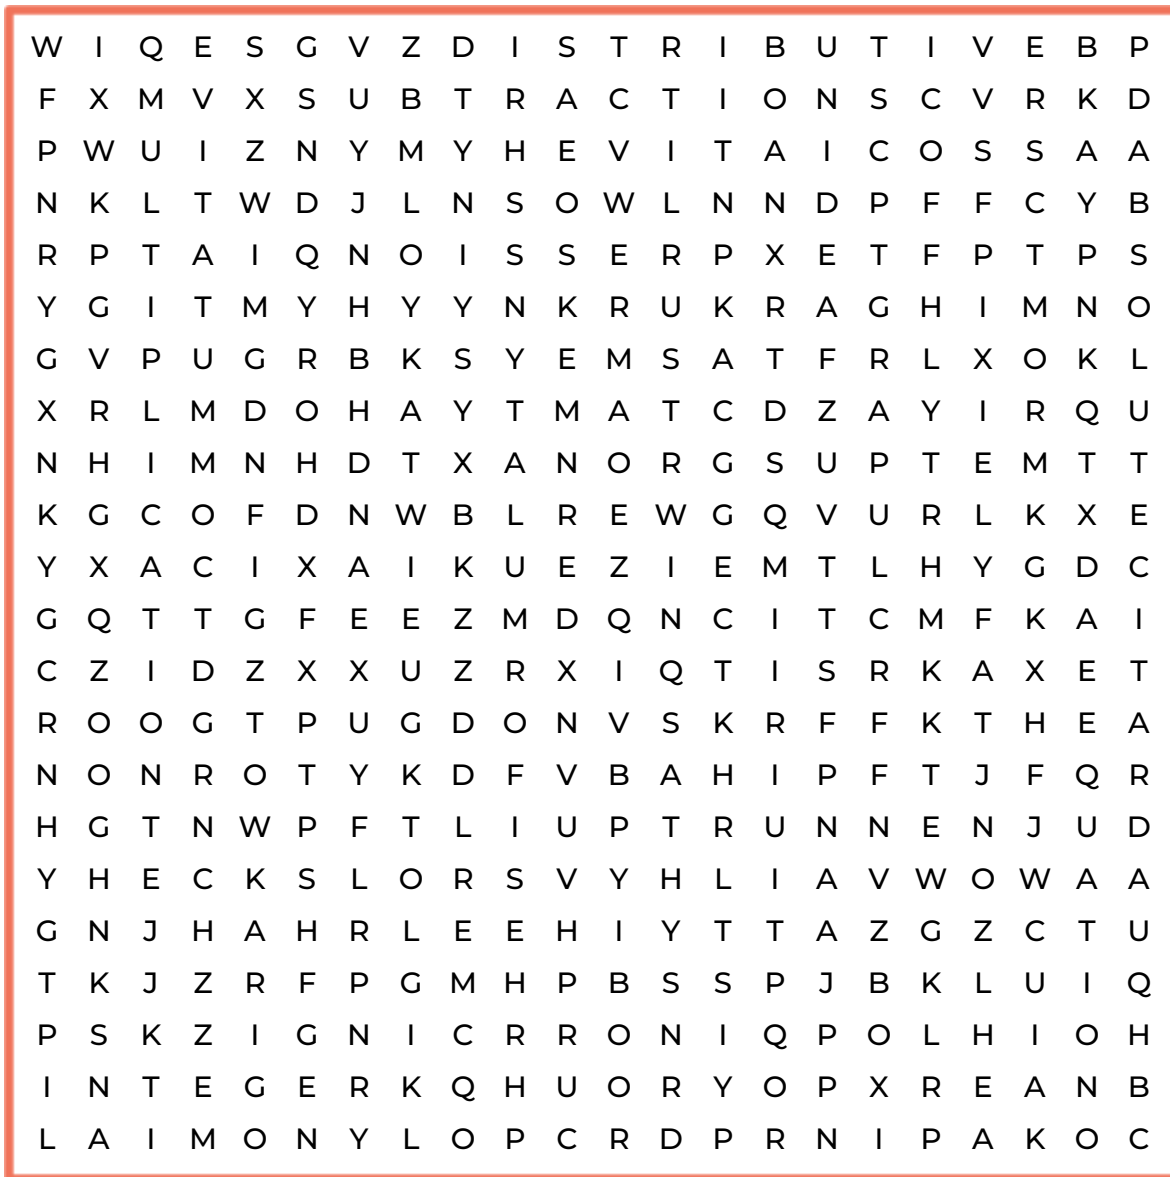 W I Q E S G V Z D I S T R I B U T I V E B P
F X M V X S U B T R A C T I O N S C V R K D
P W U I Z N Y M Y H E V I T A I C O S S A A
N K L T W D J L N S O W L N N D P F F C Y B
R P T A I Q N O I S S E R P X E T F P T P S
Y G I T M Y H Y Y N K R U K R A G H I M N O
G V P U G R B K S Y E M S A T F R L X O K L
X R L M D O H A Y T M A T C D Z A Y I R Q U
N H I M N H D T X A N O R G S U P T E M T T
K G C O F D N W B L R E W G Q V U R L K X E
Y X A C I X A I K U E Z I E M T L H Y G D C
G Q T T G F E E Z M D Q N C I T C M F K A I
C Z I D Z X X U Z R X I Q T I S R K A X E T
R O O G T P U G D O N V S K R F F K T H E A
N O N R O T Y K D F V B A H I P F T J F Q R
H G T N W P F T L I U P T R U N N E N J U D
Y H E C K S L O R S V Y H L I A V W O W A A
G N J H A H R L E E H I Y T T A Z G Z C T U
T K J Z R F P G M H P B S S P J B K L U I Q
P S K Z I G N I C R R O N I Q P O L H I O H
I N T E G E R K Q H U O R Y O P X R E A N B
L A I M O N Y L O P C R D P R N I P A K O C